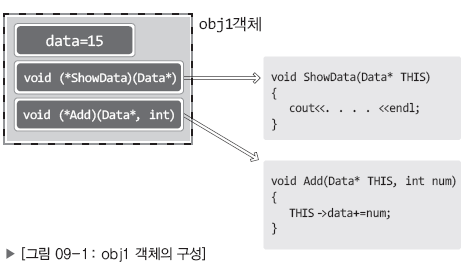 obj1객체
data=15
void (*ShowData)(Data*)
void (*Add)(Data*, int)
void ShowData(Data* THIS)
{
cout<<. . . . <<endl;
}
void Add(Data* THIS, int num)
{
THIS->data+=num;
}
▶ [그림 09-1: obj1 객체의 구성]